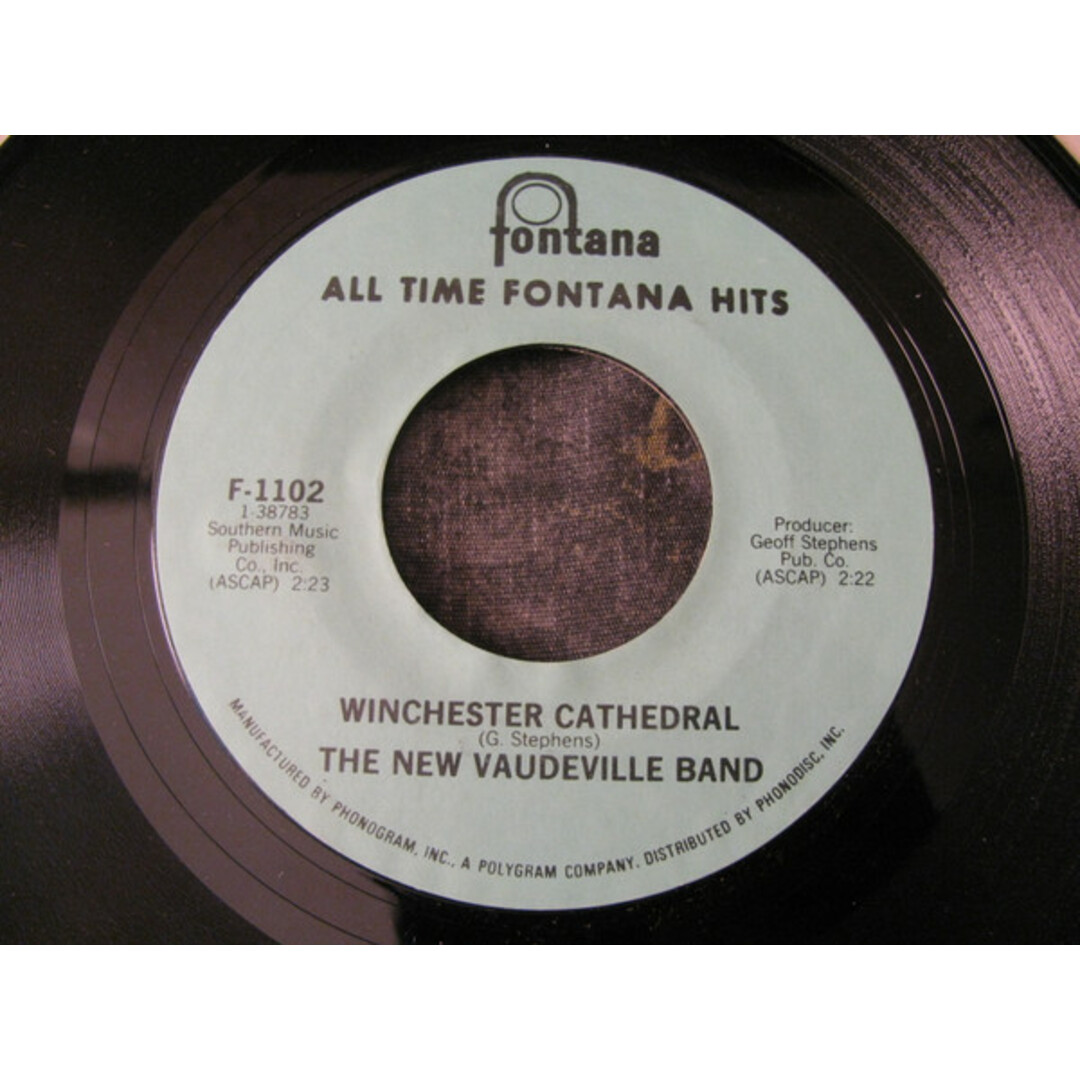 fontana
ALL TIME FONTANA HITS
F-1102
1-38783
Southern Music
Publishing
Co., Inc.
(ASCAP) 2:23
Producer:
Geoff Stephens
Pub. Co.
(ASCAP) 2:22
WINCHESTER CATHEDRAL
(G. Stephens)
THE NEW VAUDEVILLE BAND
MANUFACTURED BY PHONOGRAM, INC., A POLYGRAM COMPANY. DISTRIBUTED BY PHONODISC, INC.